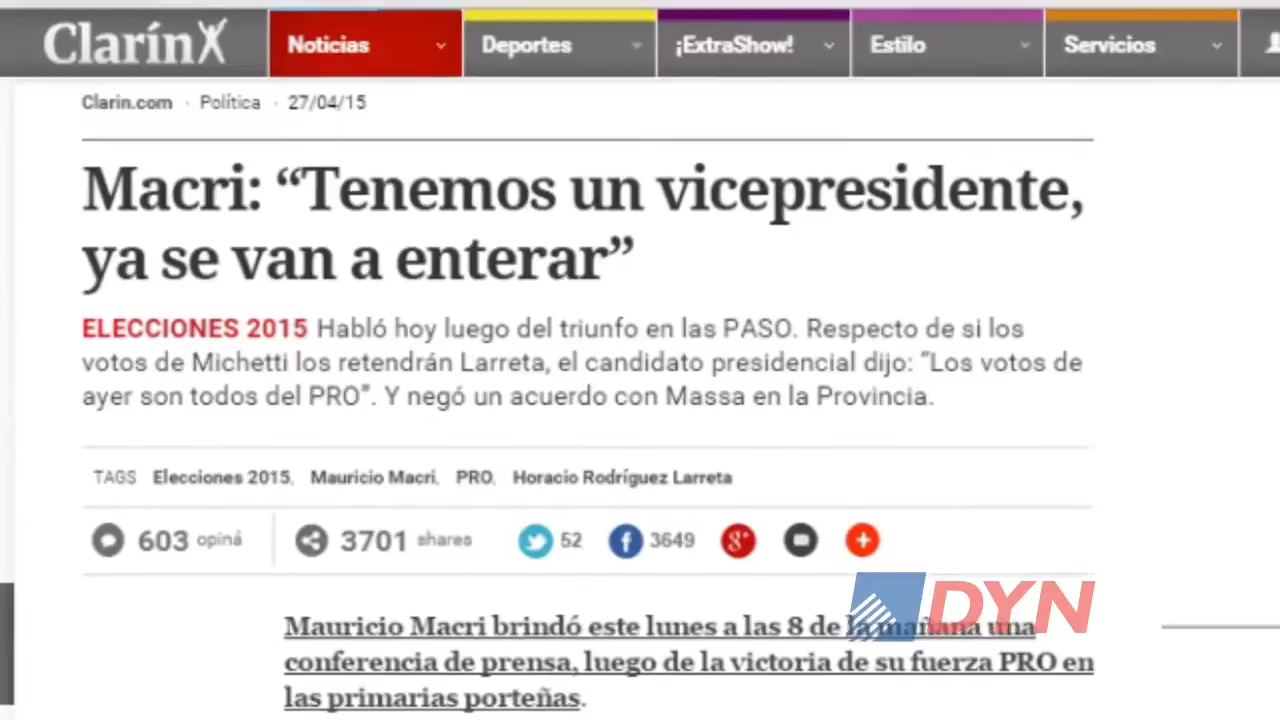 Clarín
Noticias
Deportes
¡ExtraShow!
Estilo
Servicios
Clarin.com · Política · 27/04/15
Macri: “Tenemos un vicepresidente,
ya se van a enterar”
ELECCIONES 2015 Habló hoy luego del triunfo en las PASO. Respecto de si los
votos de Michetti los retendrán Larreta, el candidato presidencial dijo: “Los votos de
ayer son todos del PRO”. Y negó un acuerdo con Massa en la Provincia.
TAGS Elecciones 2015, Mauricio Macri, PRO, Horacio Rodríguez Larreta
603 opiná 3701 shares 52 3649 g+
DYN
Mauricio Macri brindó este lunes a las 8 de la mañana una
conferencia de prensa, luego de la victoria de su fuerza PRO en
las primarias porteñas.